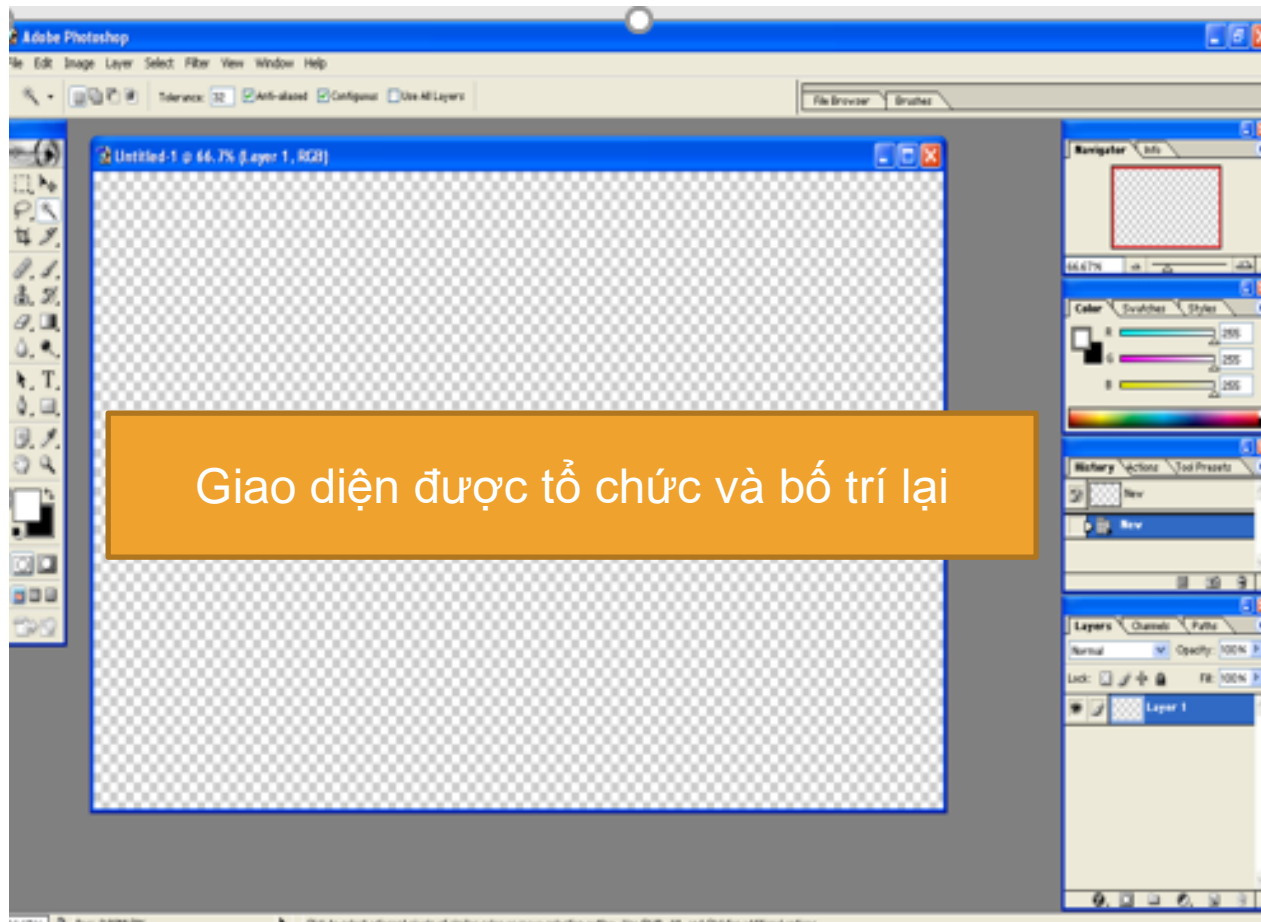 Adobe Photoshop
File Edit Image Layer Select Filter View Window Help
Tolerance: 32 Anti-aliased Contiguous Use All Layers
File Browser Brushes
Untitled-1 @ 66.7% (Layer 1, RGB)
Navigator Info
66.67%
Color Swatches Styles
R 255
G 255
B 255
Giao diện được tổ chức và bố trí lại
History Actions Tool Presets
New
New
Layers Channels Paths
Normal Opacity: 100%
Lock: Fill: 100%
Layer 1